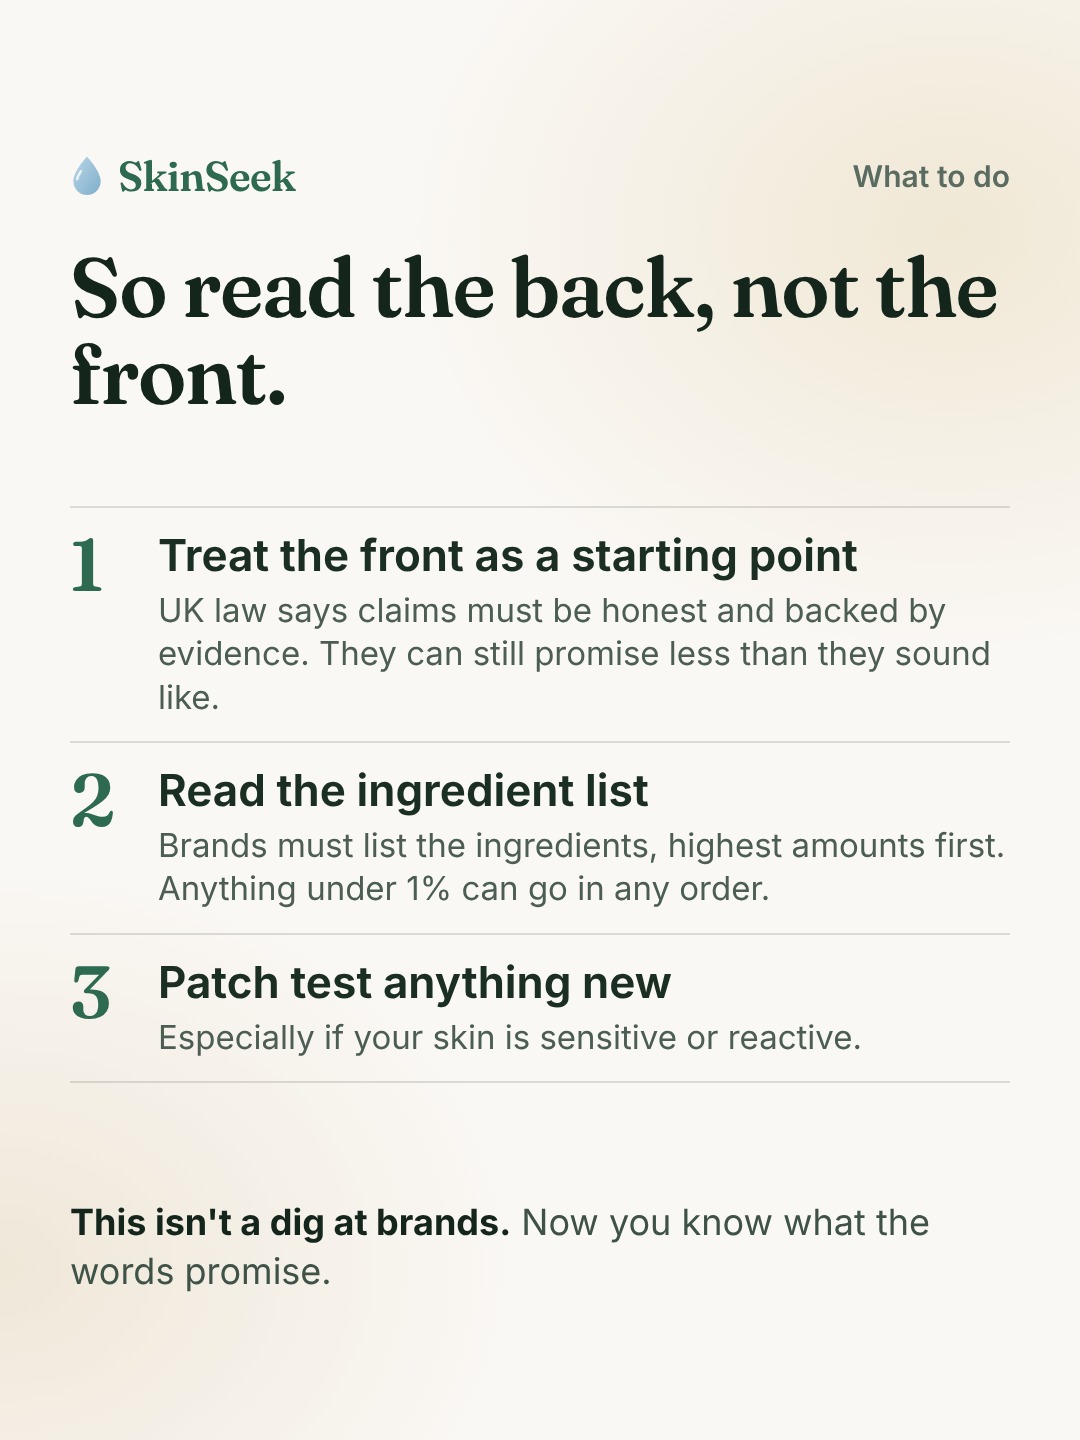 SkinSeek
What to do
So read the back, not the
front.
1
Treat the front as a starting point
UK law says claims must be honest and backed by
evidence. They can still promise less than they sound
like.
2
Read the ingredient list
Brands must list the ingredients, highest amounts first.
Anything under 1% can go in any order.
3
Patch test anything new
Especially if your skin is sensitive or reactive.
This isn't a dig at brands. Now you know what the
words promise.